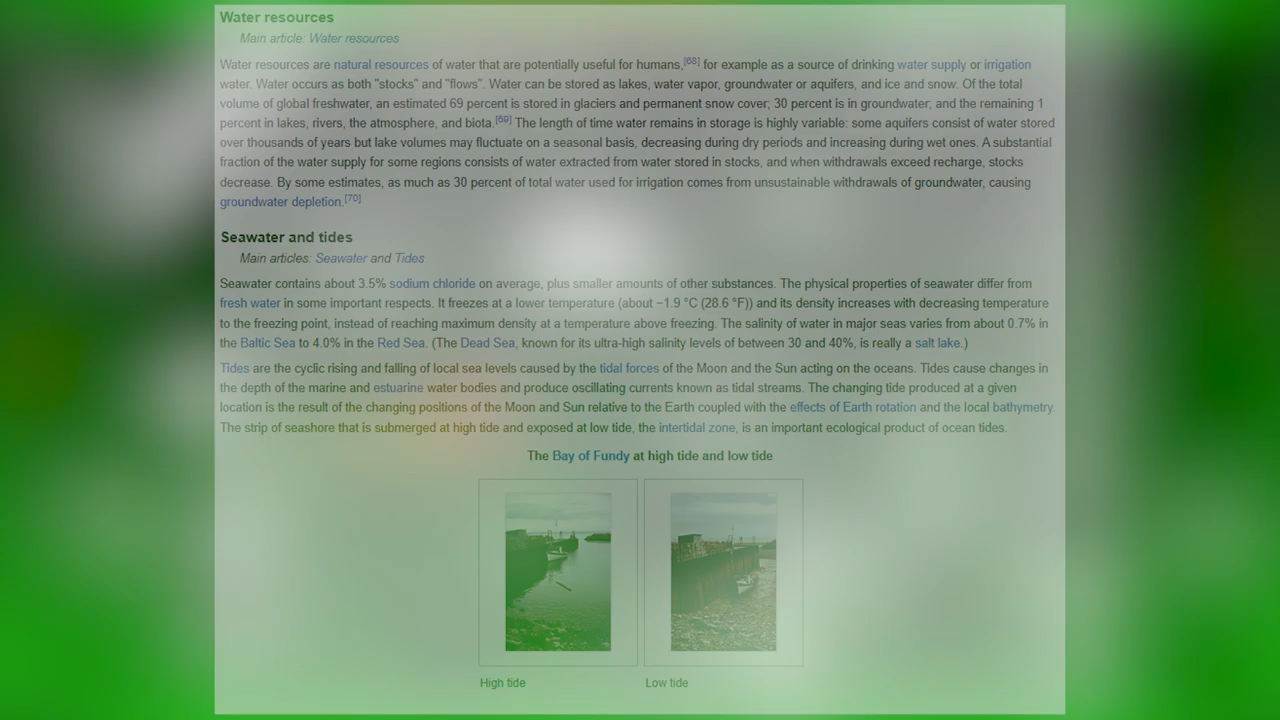 Water resources
Main article: Water resources
Water resources are natural resources of water that are potentially useful for humans,[68] for example as a source of drinking water supply or irrigation
water. Water occurs as both "stocks" and "flows". Water can be stored as lakes, water vapor, groundwater or aquifers, and ice and snow. Of the total
volume of global freshwater, an estimated 69 percent is stored in glaciers and permanent snow cover; 30 percent is in groundwater; and the remaining 1
percent in lakes, rivers, the atmosphere, and biota.[69] The length of time water remains in storage is highly variable: some aquifers consist of water stored
over thousands of years but lake volumes may fluctuate on a seasonal basis, decreasing during dry periods and increasing during wet ones. A substantial
fraction of the water supply for some regions consists of water extracted from water stored in stocks, and when withdrawals exceed recharge, stocks
decrease. By some estimates, as much as 30 percent of total water used for irrigation comes from unsustainable withdrawals of groundwater, causing
groundwater depletion.[70]
Seawater and tides
Main articles: Seawater and Tides
Seawater contains about 3.5% sodium chloride on average, plus smaller amounts of other substances. The physical properties of seawater differ from
fresh water in some important respects. It freezes at a lower temperature (about −1.9 °C (28.6 °F)) and its density increases with decreasing temperature
to the freezing point, instead of reaching maximum density at a temperature above freezing. The salinity of water in major seas varies from about 0.7% in
the Baltic Sea to 4.0% in the Red Sea. (The Dead Sea, known for its ultra-high salinity levels of between 30 and 40%, is really a salt lake.)
Tides are the cyclic rising and falling of local sea levels caused by the tidal forces of the Moon and the Sun acting on the oceans. Tides cause changes in
the depth of the marine and estuarine water bodies and produce oscillating currents known as tidal streams. The changing tide produced at a given
location is the result of the changing positions of the Moon and Sun relative to the Earth coupled with the effects of Earth rotation and the local bathymetry.
The strip of seashore that is submerged at high tide and exposed at low tide, the intertidal zone, is an important ecological product of ocean tides.
The Bay of Fundy at high tide and low tide
High tide
Low tide